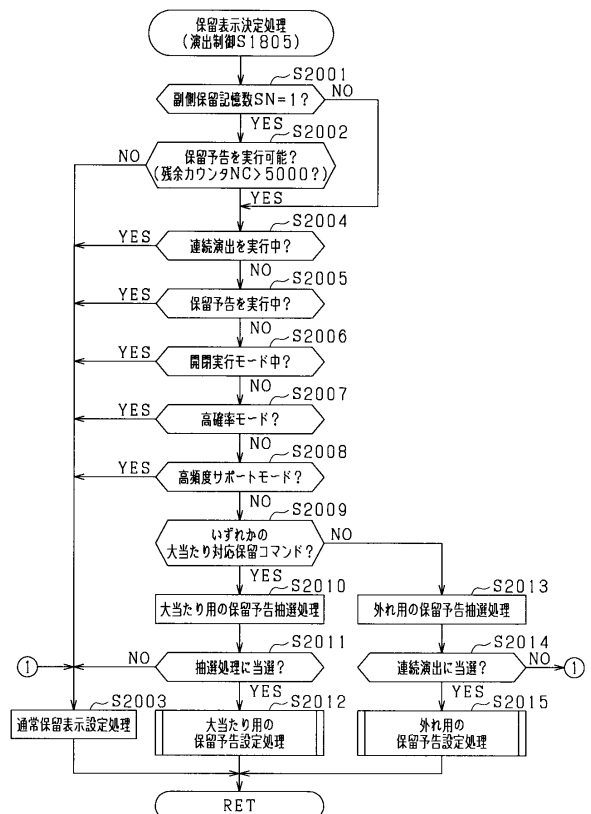 保留表示決定処理
(演出制御S1805)
S2001
副側保留記憶数SN=1?
NO
YES
S2002
NO
保留予告を実行可能?
(残余カウンタNC>5000?)
YES
S2004
YES
連続演出を実行中?
NO
S2005
YES
保留予告を実行中?
NO
S2006
YES
開閉実行モード中?
NO
S2007
YES
高確率モード?
NO
S2008
YES
高頻度サポートモード?
NO
S2009
いずれかの
大当たり対応保留コマンド?
NO
YES
S2010
S2013
大当たり用の保留予告抽選処理
外れ用の保留予告抽選処理
S2011
S2014
1
NO
抽選処理に当選?
連続演出に当選?
NO
1
YES
YES
S2003
S2012
S2015
通常保留表示設定処理
大当たり用の
保留予告設定処理
外れ用の
保留予告設定処理
RET